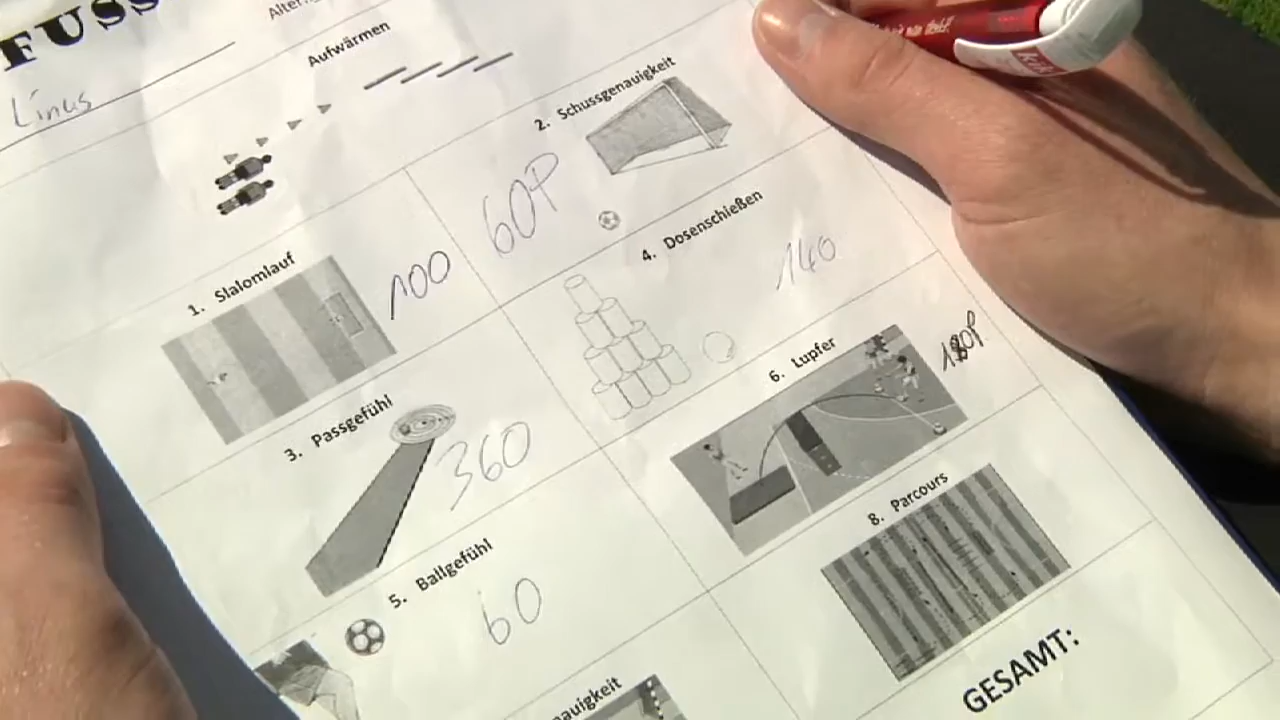 FUSS
Linus
Aufwärmen
1. Slalomlauf
100
2. Schussgenauigkeit
60P
3. Passgefühl
360
4. Dosenschießen
140
5. Ballgefühl
60
6. Lupfer
8. Parcours
GESAMT: